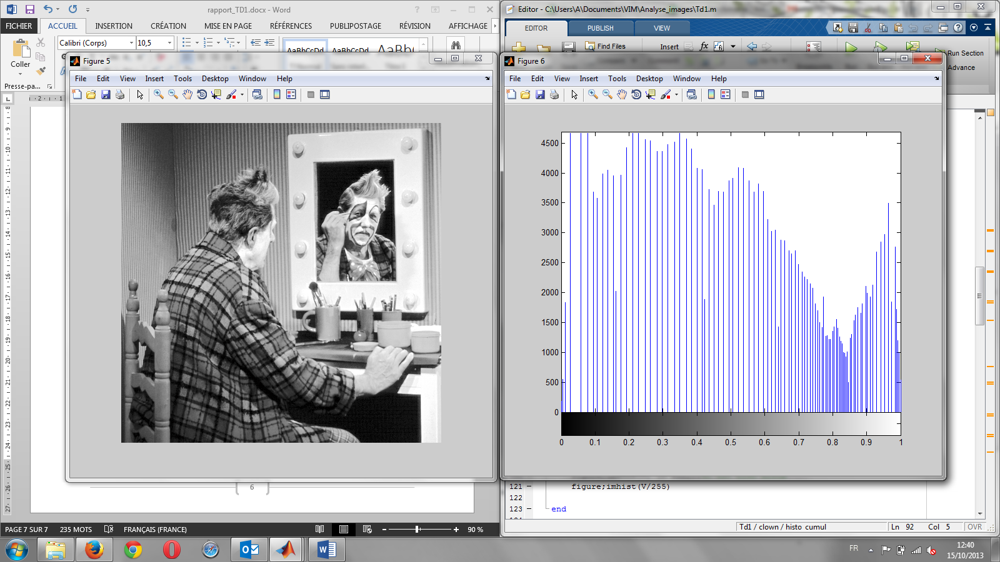 rapport_TD1.docx - Word
FICHIER ACCUEIL INSERTION CRÉATION MISE EN PAGE RÉFÉRENCES PUBLIPOSTAGE RÉVISION AFFICHAGE
Calibri (Corps) 10,5
AaBbCcDd
Coller
Presse-pa...
Figure 5
File Edit View Insert Tools Desktop Window Help
6
PAGE 7 SUR 7 235 MOTS FRANÇAIS (FRANCE) 90 %
Editor - C:\Users\A\Documents\VIM\Analyse_images\Td1.m
EDITOR PUBLISH VIEW
Find Files Insert fx Run Section
Advance
Figure 6
File Edit View Insert Tools Desktop Window Help
4500
4000
3500
3000
2500
2000
1500
1000
500
0
0 0.1 0.2 0.3 0.4 0.5 0.6 0.7 0.8 0.9 1
121 figure;imhist(V/255)
122
123 end
Td1 / clown / histo cumul Ln 92 Col 5 OVR
FR 12:40
15/10/2013